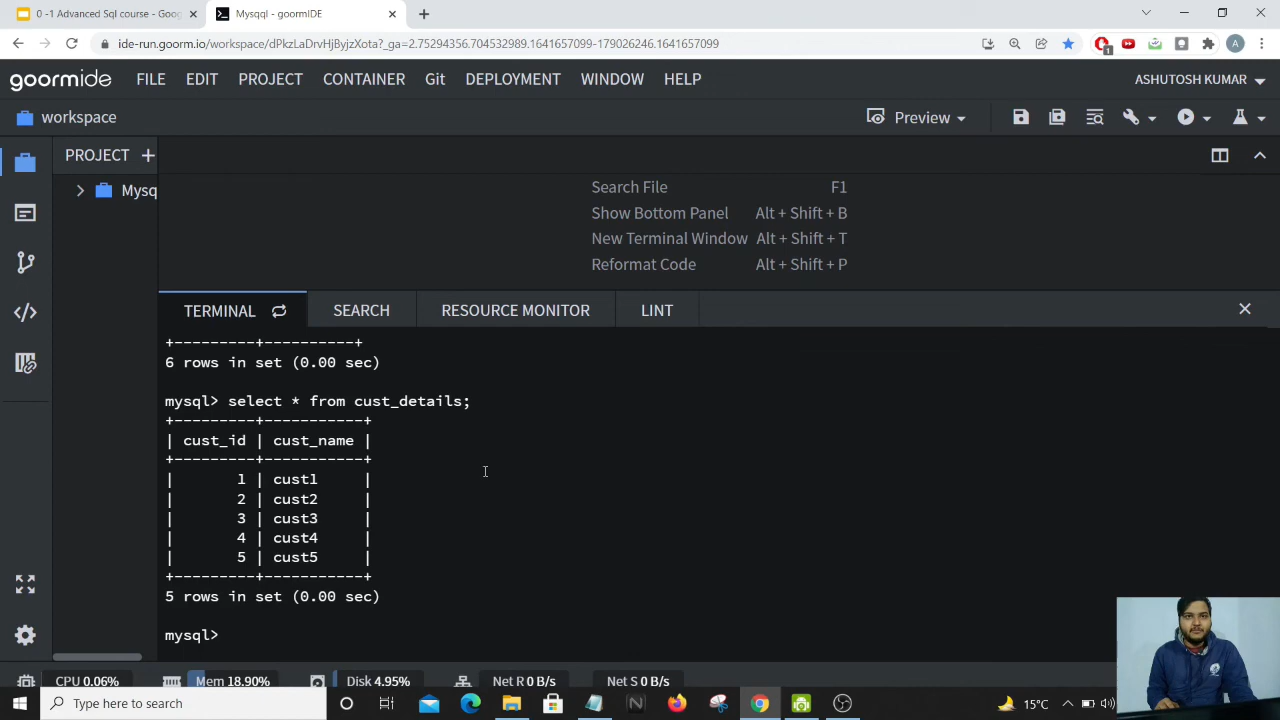 0 -1 Advanced Sql course - Goog
Mysqql - goormIDE
ide-run.goorm.io/workspace/dPkzLaDrvHjByjzXota?_ga=2.75294356.704532589.1641657099-179026246.1641657099
A
1
goormide FILE EDIT PROJECT CONTAINER Git DEPLOYMENT WINDOW HELP ASHUTOSH KUMAR
workspace Preview
PROJECT +
Mysq
Search File F1
Show Bottom Panel Alt + Shift + B
New Terminal Window Alt + Shift + T
Reformat Code Alt + Shift + P
TERMINAL SEARCH RESOURCE MONITOR LINT
+---------+----------+
6 rows in set (0.00 sec)
mysql> select * from cust_details;
+---------+-----------+
| cust_id | cust_name |
+---------+-----------+
| 1 | cust1 |
| 2 | cust2 |
| 3 | cust3 |
| 4 | cust4 |
| 5 | cust5 |
+---------+-----------+
5 rows in set (0.00 sec)
mysql>
CPU 0.06% Mem 18.90% Disk 4.95% Net R 0 B/s Net S 0 B/s
Type here to search
15°C